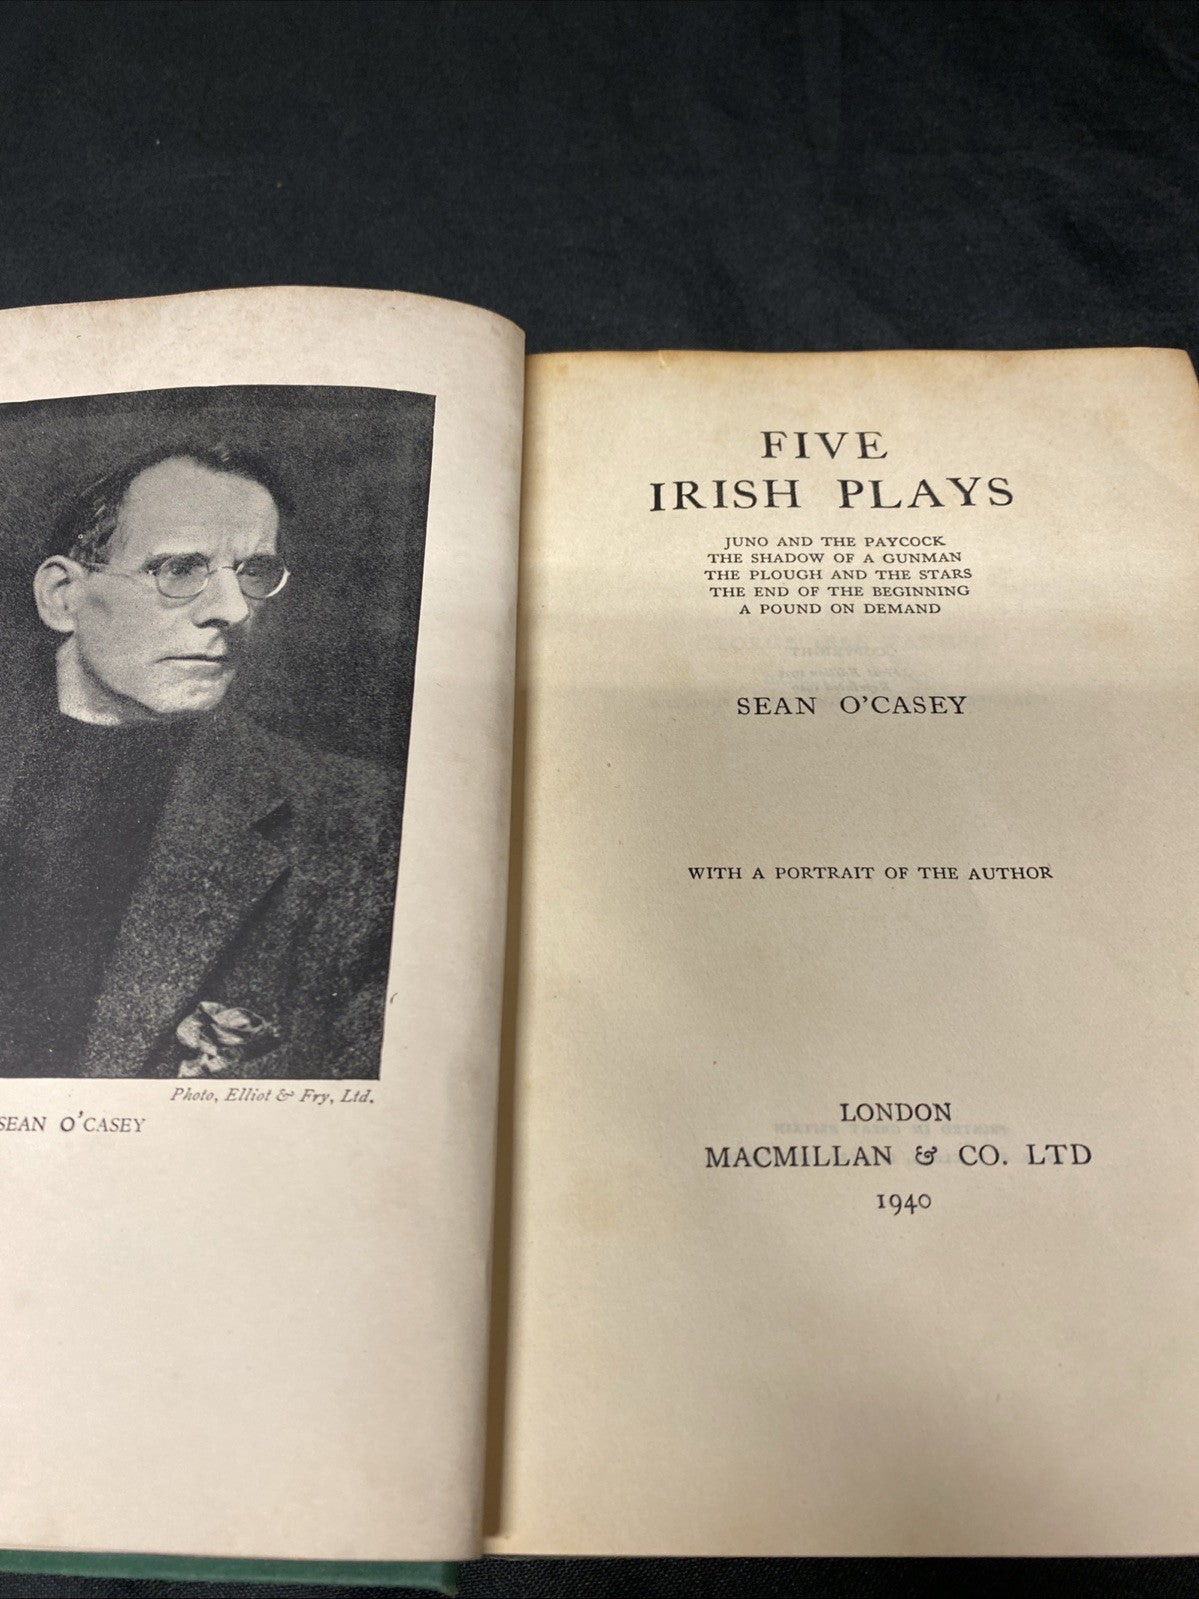 Photo, Elliot & Fry, Ltd.
SEAN O'CASEY
FIVE
IRISH PLAYS
JUNO AND THE PAYCOCK
THE SHADOW OF A GUNMAN
THE PLOUGH AND THE STARS
THE END OF THE BEGINNING
A POUND ON DEMAND
SEAN O'CASEY
WITH A PORTRAIT OF THE AUTHOR
LONDON
MACMILLAN & CO. LTD
1940